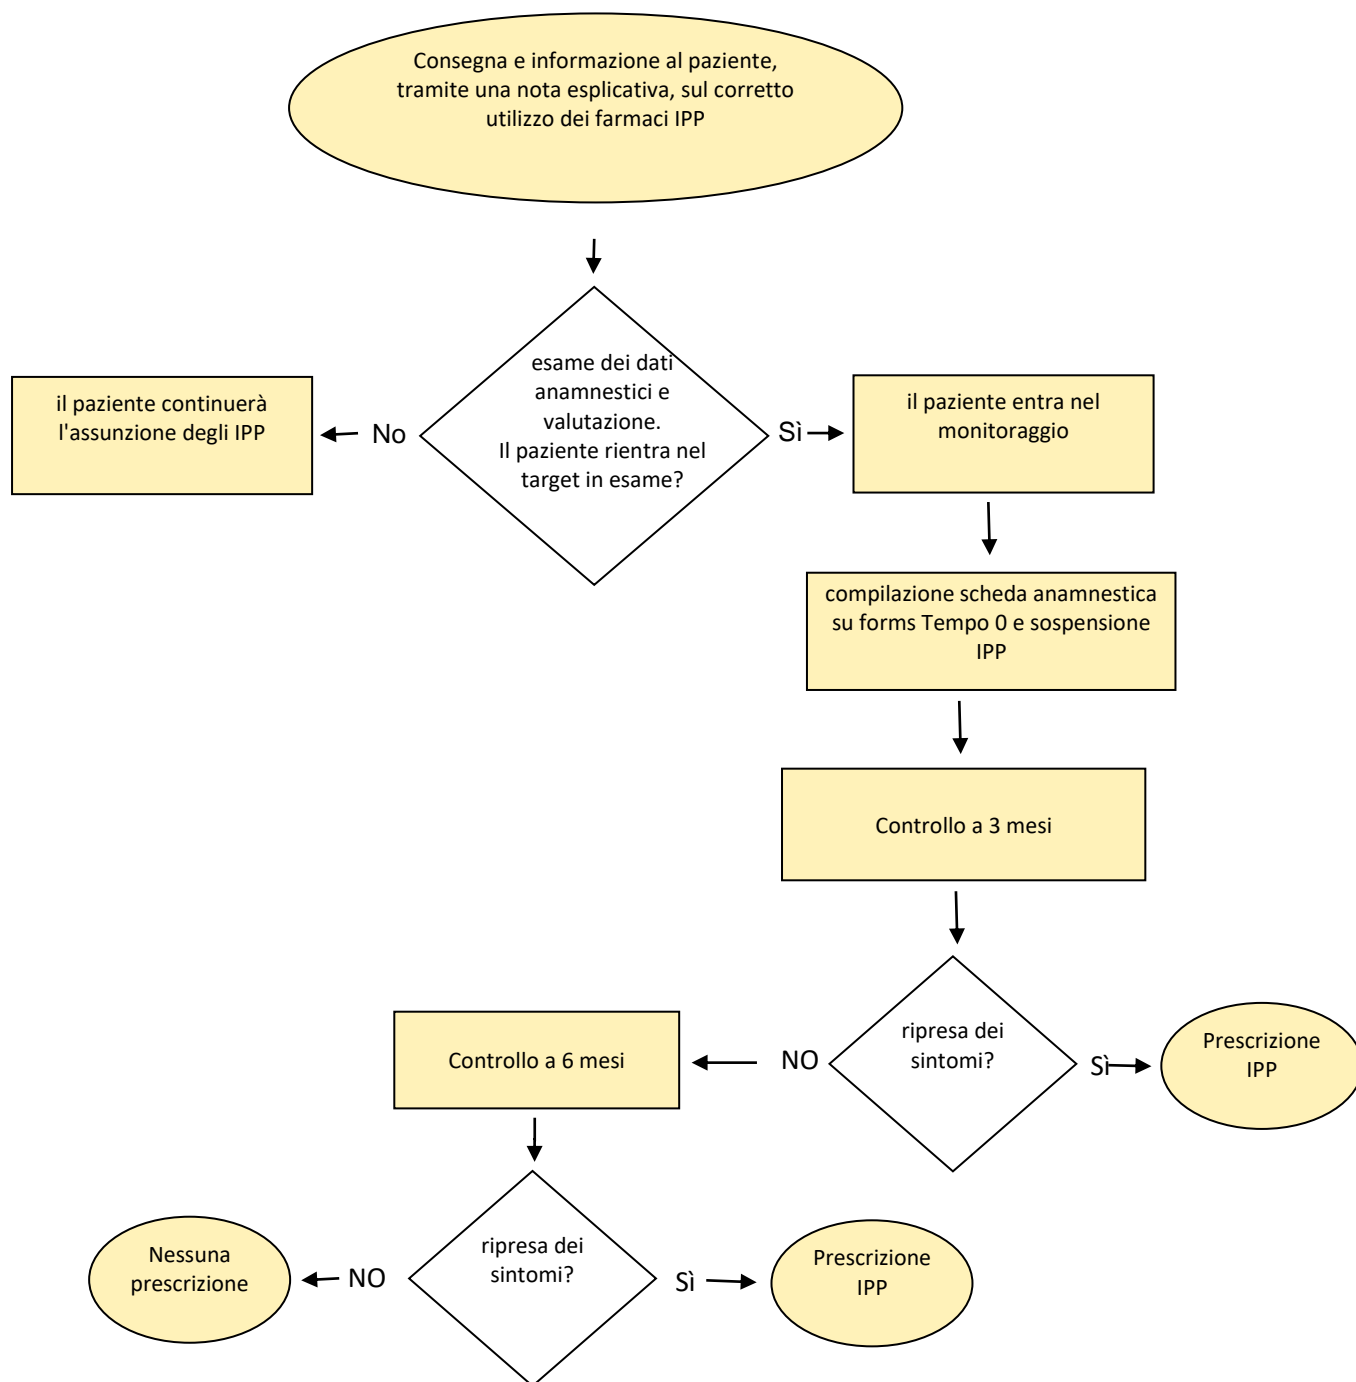 Consegna e informazione al paziente,
tramite una nota esplicativa, sul corretto
utilizzo dei farmaci IPP
esame dei dati
anamnestici e
valutazione.
Il paziente rientra nel
target in esame?
No
il paziente continuerà
l'assunzione degli IPP
Sì
il paziente entra nel
monitoraggio
compilazione scheda anamnestica
su forms Tempo 0 e sospensione
IPP
Controllo a 3 mesi
ripresa dei
sintomi?
Sì
Prescrizione
IPP
NO
Controllo a 6 mesi
ripresa dei
sintomi?
NO
Nessuna
prescrizione
Sì
Prescrizione
IPP